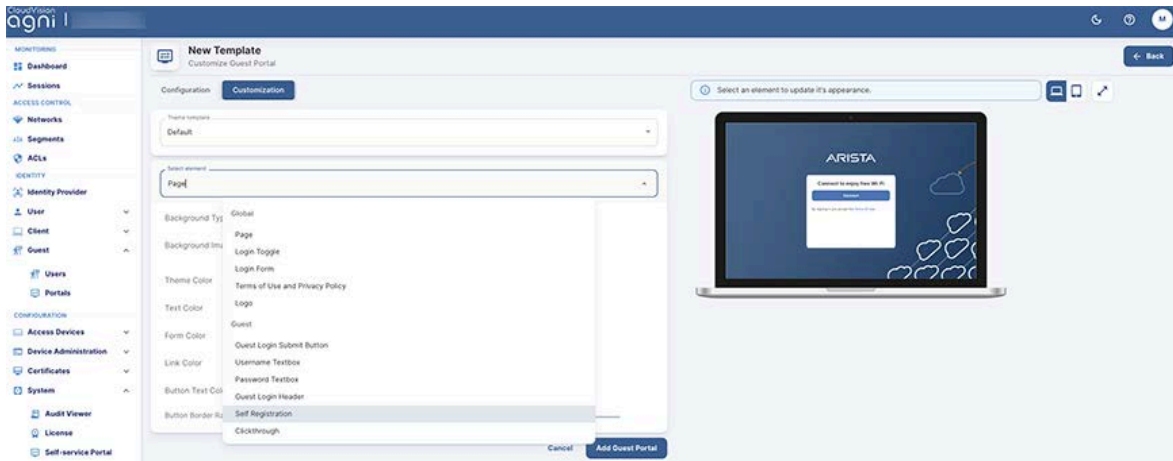 CloudVision
agni
M
MONITORING
Dashboard
Sessions
ACCESS CONTROL
Networks
Segments
ACLs
IDENTITY
Identity Provider
User
Client
Guest
Users
Portals
CONFIGURATION
Access Devices
Device Administration
Certificates
System
Audit Viewer
License
Self-service Portal
New Template
Customize Guest Portal
Back
Configuration
Customization
Theme template
Default
Select element
Page
Background Typ
Background Ima
Theme Color
Text Color
Form Color
Link Color
Button Text Col
Button Border Ra
Global
Page
Login Toggle
Login Form
Terms of Use and Privacy Policy
Logo
Guest
Guest Login Submit Button
Username Textbox
Password Textbox
Guest Login Header
Self Registration
Clickthrough
Cancel
Add Guest Portal
Select an element to update it's appearance.
ARISTA
Connect to enjoy free Wi-Fi